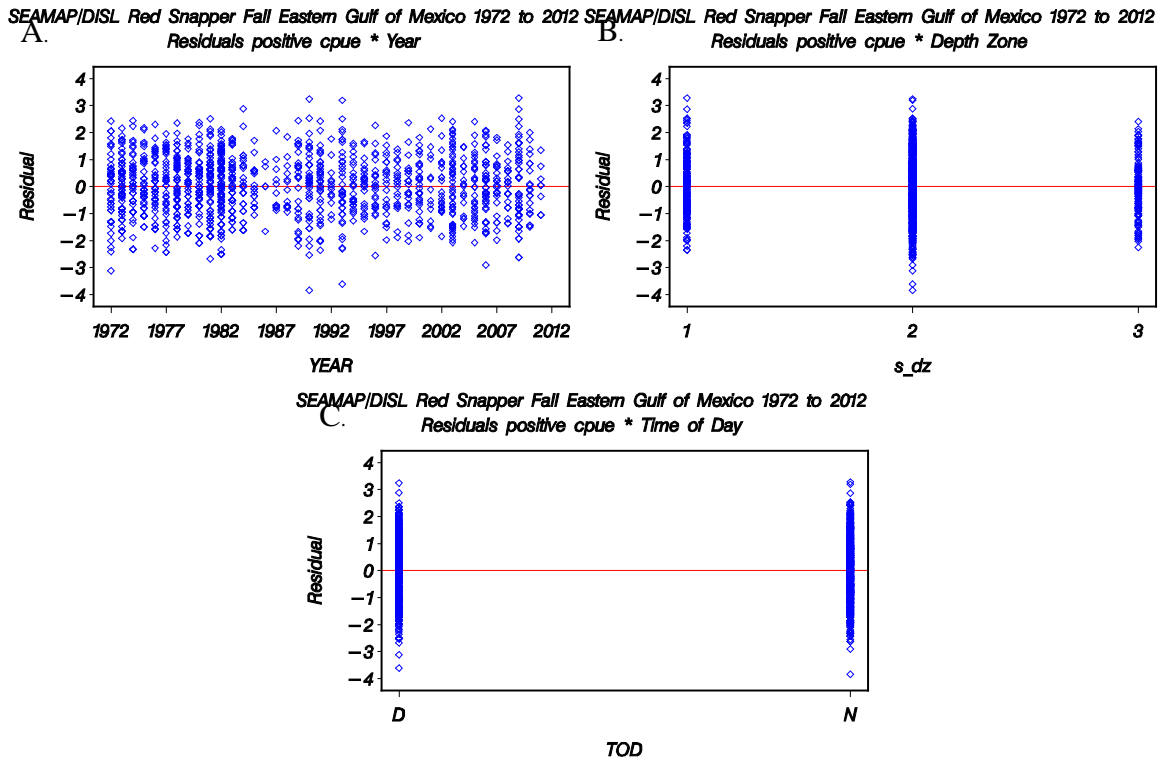 SEAMAP/DISL Red Snapper Fall Eastern Gulf of Mexico 1972 to 2012
A.
Residuals positive cpue * Year
4
3
2
1
0
−1
−2
−3
−4
Residual
1972 1977 1982 1987 1992 1997 2002 2007 2012
YEAR
SEAMAP/DISL Red Snapper Fall Eastern Gulf of Mexico 1972 to 2012
B.
Residuals positive cpue * Depth Zone
4
3
2
1
0
−1
−2
−3
−4
Residual
1 2 3
s_dz
SEAMAP/DISL Red Snapper Fall Eastern Gulf of Mexico 1972 to 2012
C.
Residuals positive cpue * Time of Day
4
3
2
1
0
−1
−2
−3
−4
Residual
D N
TOD